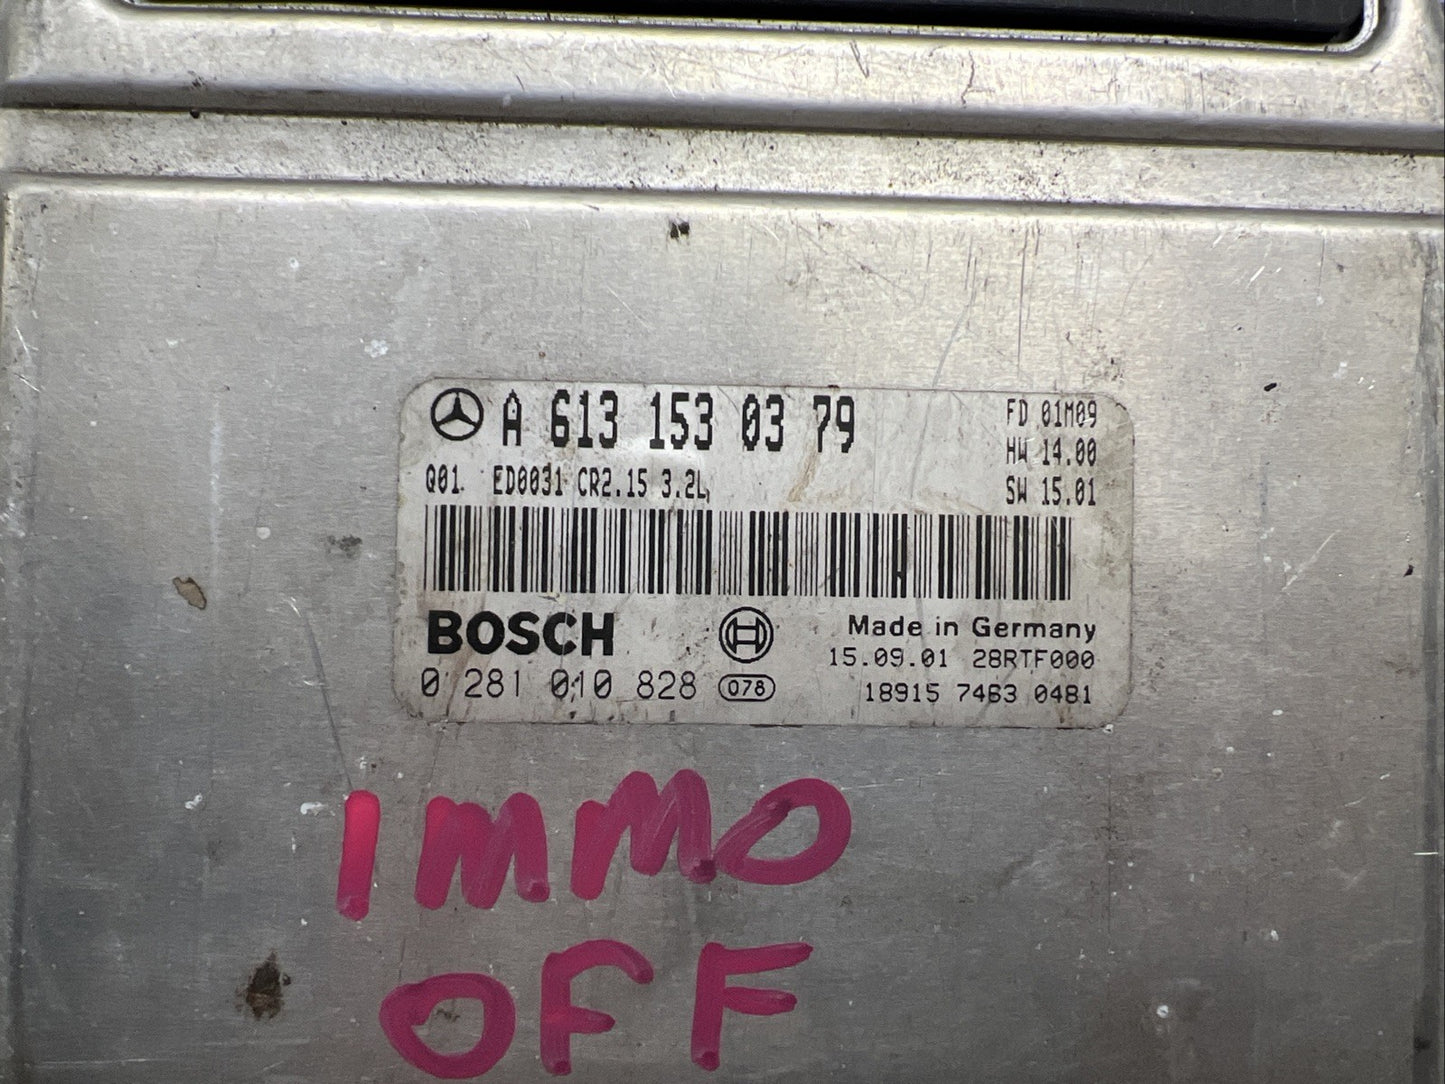 A 613 153 03 79
FD 01M09
HW 14.00
Q01 ED0031 CR2.15 3.2L
SW 15.01
BOSCH
Made in Germany
15.09.01 28RTF000
0 281 010 828 078
18915 7463 0481
IMMO
OFF